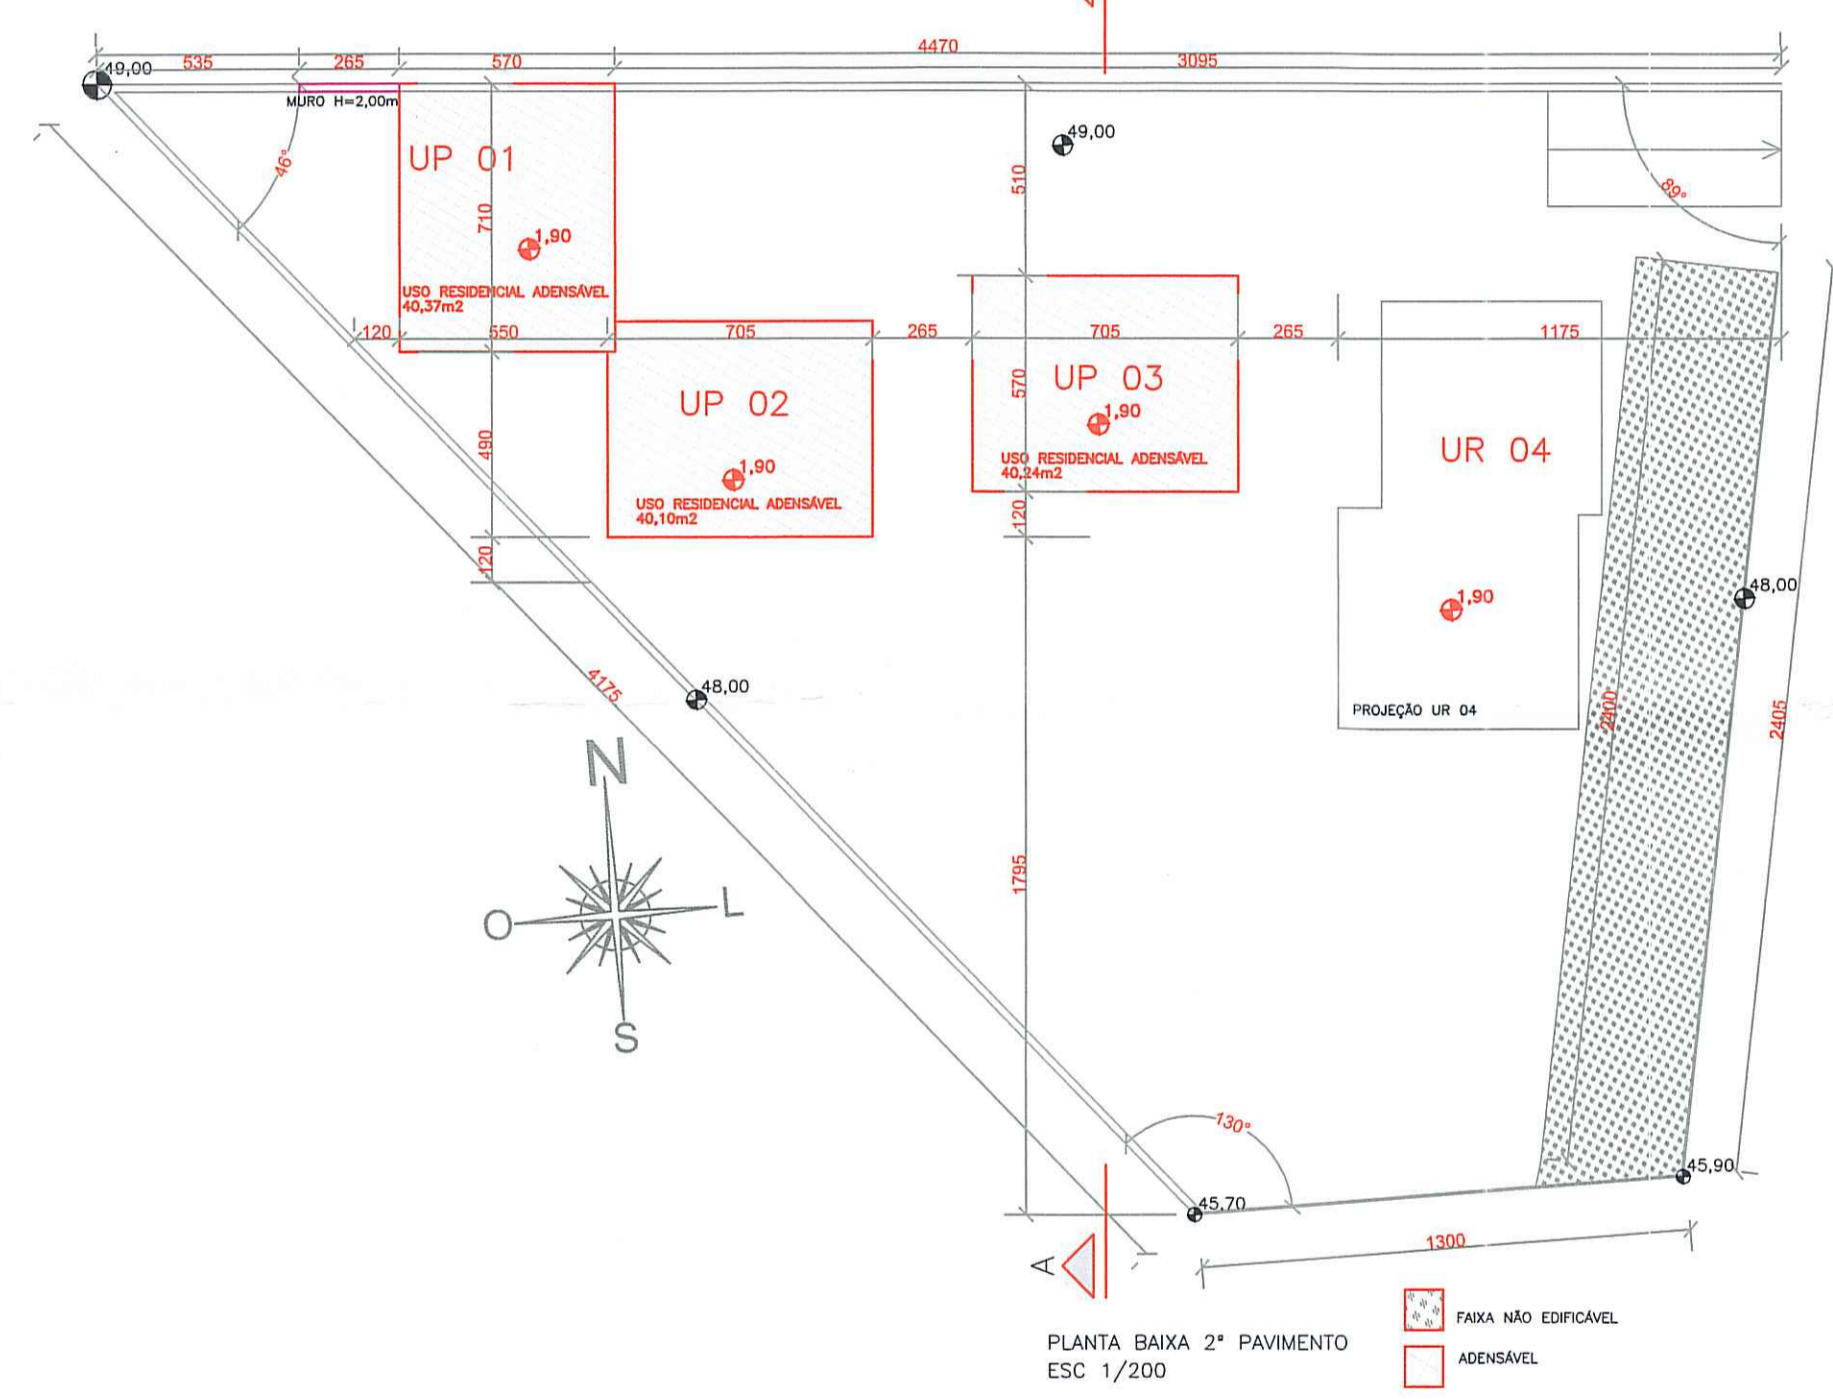 4470
535
265
570
3095
49,00
MURO H=2,00m
49,00
46°
UP 01
510
89°
710
1,90
USO RESIDENCIAL ADENSÁVEL
40,37m2
120
550
705
265
705
265
1175
UP 02
570
UP 03
1,90
490
1,90
USO RESIDENCIAL ADENSÁVEL
40,24m2
UR 04
USO RESIDENCIAL ADENSÁVEL
40,10m2
120
120
48,00
1,90
4175
48,00
PROJEÇÃO UR 04
2400
2405
N
1795
O
L
S
130°
45,90
45,70
1300
A
PLANTA BAIXA 2º PAVIMENTO
ESC 1/200
FAIXA NÃO EDIFICÁVEL
ADENSÁVEL